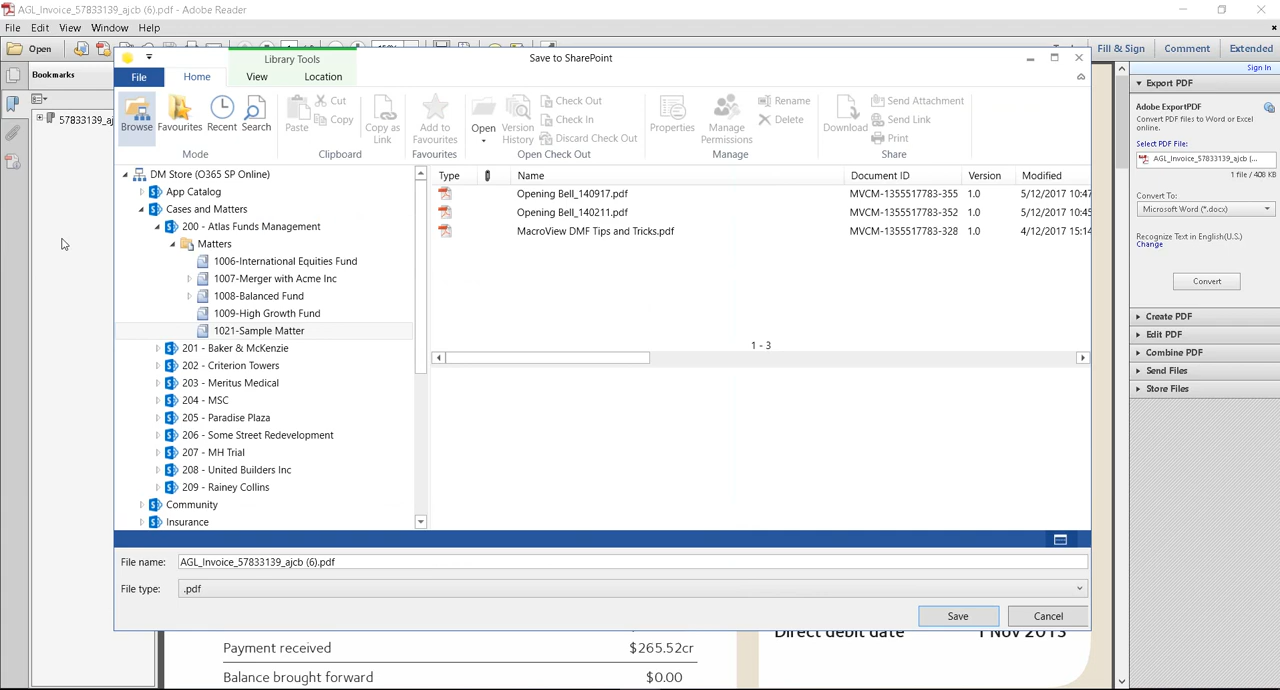 AGL_Invoice_57833139_ajcb (6).pdf - Adobe Reader
File Edit View Window Help
Open
Fill & Sign Comment Extended
Sign In
Bookmarks
57833139_aj
Save to SharePoint
Library Tools
File Home View Location
Browse Favourites Recent Search
Mode
Paste Cut Copy Copy as Link
Clipboard
Add to Favourites
Favourites
Open Version History Check Out Check In Discard Check Out
Open Check Out
Properties Manage Permissions Rename Delete
Manage
Download Send Attachment Send Link Print
Share
DM Store (O365 SP Online)
App Catalog
Cases and Matters
200 - Atlas Funds Management
Matters
1006-International Equities Fund
1007-Merger with Acme Inc
1008-Balanced Fund
1009-High Growth Fund
1021-Sample Matter
201 - Baker & McKenzie
202 - Criterion Towers
203 - Meritus Medical
204 - MSC
205 - Paradise Plaza
206 - Some Street Redevelopment
207 - MH Trial
208 - United Builders Inc
209 - Rainey Collins
Community
Insurance
Type Name Document ID Version Modified
Opening Bell_140917.pdf MVCM-1355517783-355 1.0 5/12/2017 10:47
Opening Bell_140211.pdf MVCM-1355517783-352 1.0 5/12/2017 10:45
MacroView DMF Tips and Tricks.pdf MVCM-1355517783-328 1.0 4/12/2017 15:14
1 - 3
File name: AGL_Invoice_57833139_ajcb (6).pdf
File type: .pdf
Save Cancel
Export PDF
Adobe ExportPDF
Convert PDF files to Word or Excel online.
Select PDF File:
AGL_Invoice_57833139_ajcb (...
1 file / 408 KB
Convert To:
Microsoft Word (*.docx)
Recognize Text in English(U.S.)
Change
Convert
Create PDF
Edit PDF
Combine PDF
Send Files
Store Files
Direct debit date 1 Nov 2013
Payment received $265.52cr
Balance brought forward $0.00